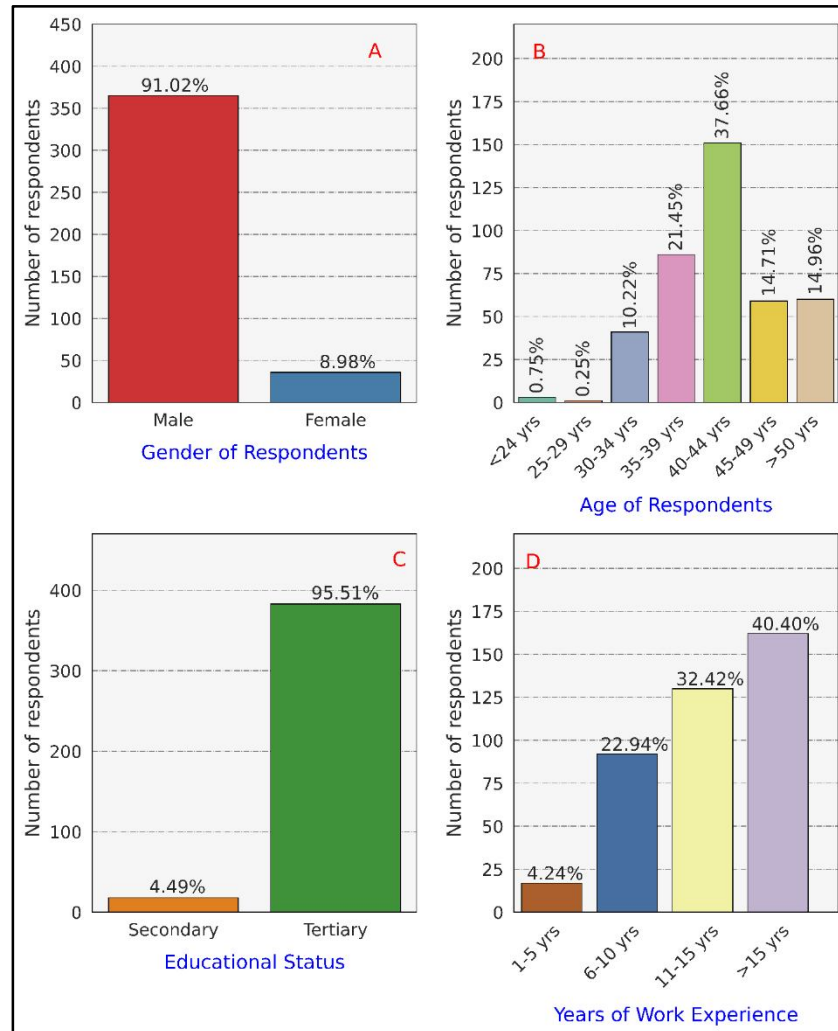 A
Number of respondents
450
400
350
300
250
200
150
100
50
0
91.02%
8.98%
Male
Female
Gender of Respondents
B
Number of respondents
200
175
150
125
100
75
50
25
0
0.75%
0.25%
10.22%
21.45%
37.66%
14.71%
14.96%
<24 yrs
25-29 yrs
30-34 yrs
35-39 yrs
40-44 yrs
45-49 yrs
>50 yrs
Age of Respondents
C
Number of respondents
400
300
200
100
0
4.49%
95.51%
Secondary
Tertiary
Educational Status
D
Number of respondents
200
175
150
125
100
75
50
25
0
4.24%
22.94%
32.42%
40.40%
1-5 yrs
6-10 yrs
11-15 yrs
>15 yrs
Years of Work Experience